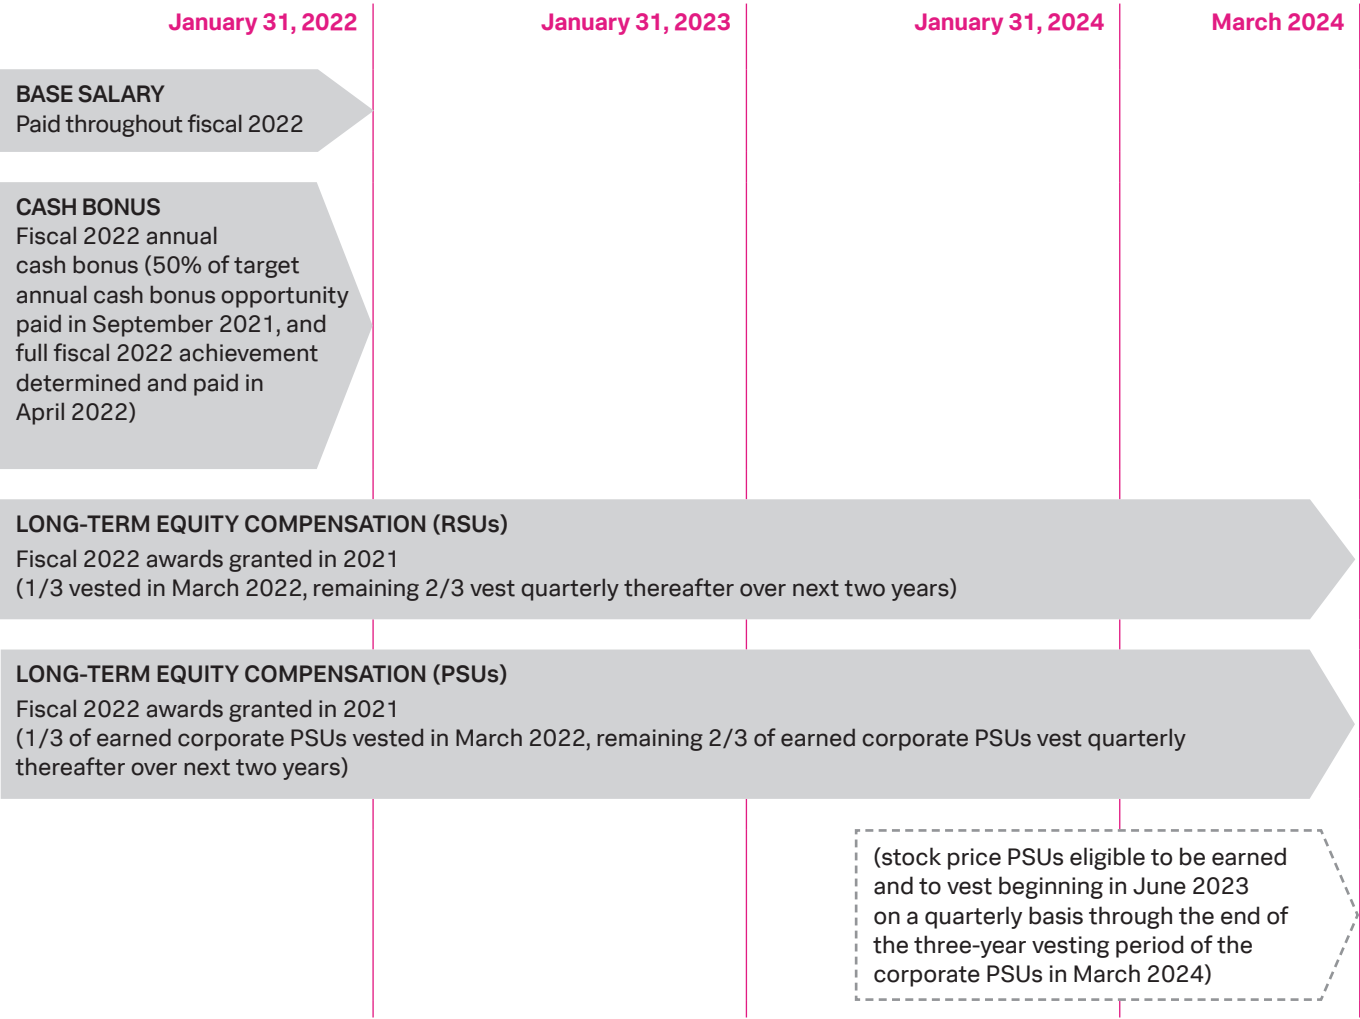 January 31, 2022
January 31, 2023
January 31, 2024
March 2024
BASE SALARY
Paid throughout fiscal 2022
CASH BONUS
Fiscal 2022 annual
cash bonus (50% of target
annual cash bonus opportunity
paid in September 2021, and
full fiscal 2022 achievement
determined and paid in
April 2022)
LONG-TERM EQUITY COMPENSATION (RSUs)
Fiscal 2022 awards granted in 2021
(1/3 vested in March 2022, remaining 2/3 vest quarterly thereafter over next two years)
LONG-TERM EQUITY COMPENSATION (PSUs)
Fiscal 2022 awards granted in 2021
(1/3 of earned corporate PSUs vested in March 2022, remaining 2/3 of earned corporate PSUs vest quarterly
thereafter over next two years)
(stock price PSUs eligible to be earned
and to vest beginning in June 2023
on a quarterly basis through the end of
the three-year vesting period of the
corporate PSUs in March 2024)